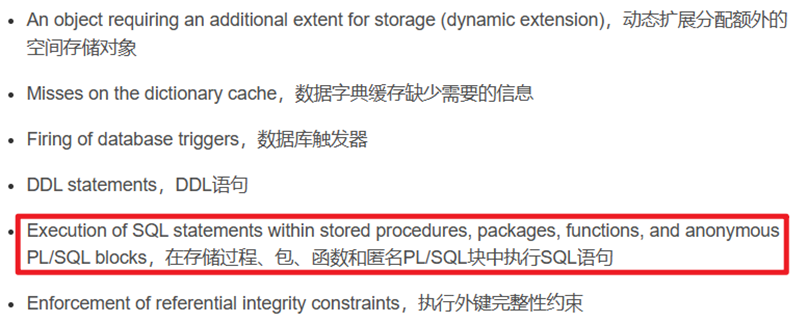 An object requiring an additional extent for storage (dynamic extension)，动态扩展分配额外的
空间存储对象
Misses on the dictionary cache，数据字典缓存缺少需要的信息
Firing of database triggers，数据库触发器
DDL statements，DDL语句
Execution of SQL statements within stored procedures, packages, functions, and anonymous
PL/SQL blocks，在存储过程、包、函数和匿名PL/SQL块中执行SQL语句
Enforcement of referential integrity constraints，执行外键完整性约束